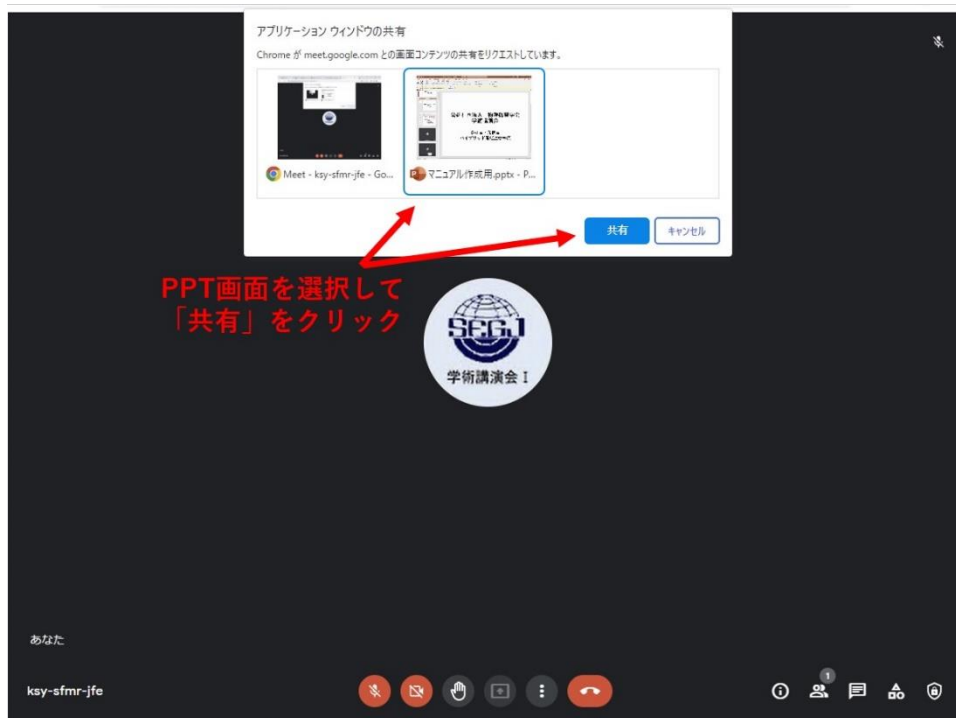 アプリケーション ウィンドウの共有
Chrome が meet.google.com との画面コンテンツの共有をリクエストしています。
Meet - ksy-sfmr-jfe - Go...
マニュアル作成用.pptx - P...
共有
キャンセル
PPT画面を選択して
「共有」をクリック
SEGJ
学術講演会 I
あなた
ksy-sfmr-jfe
1